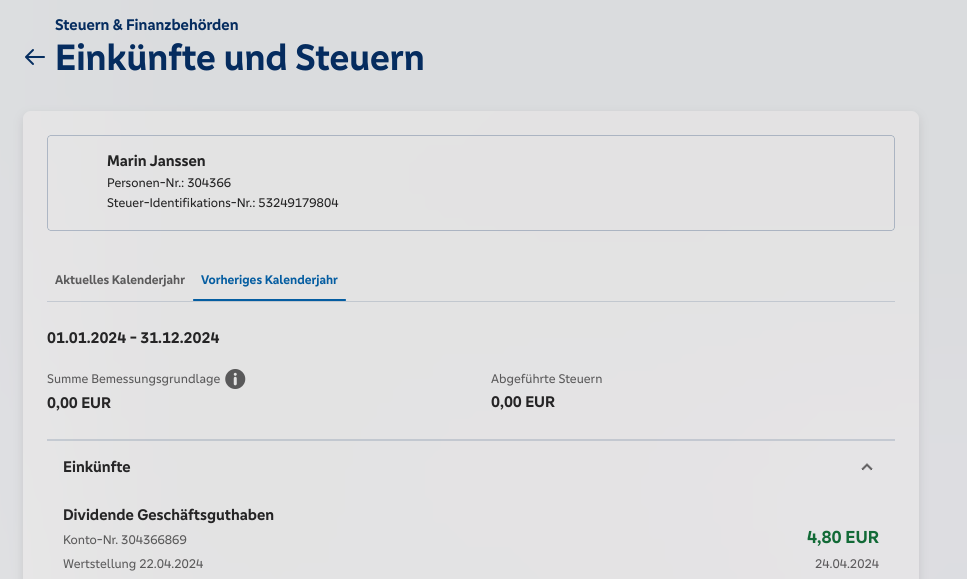 Steuern & Finanzbehörden
Einkünfte und Steuern
Marin Janssen
Personen-Nr.: 304366
Steuer-Identifikations-Nr.: 53249179804
Aktuelles Kalenderjahr Vorheriges Kalenderjahr
01.01.2024 - 31.12.2024
Summe Bemessungsgrundlage Abgeführte Steuern
0,00 EUR 0,00 EUR
Einkünfte
Dividende Geschäftsguthaben
Konto-Nr. 304366869 4,80 EUR
Wertstellung 22.04.2024 24.04.2024